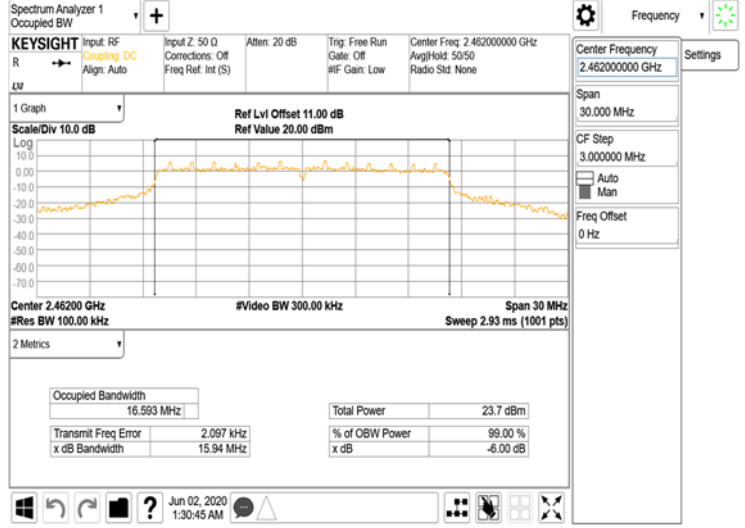 Spectrum Analyzer 1
Occupied BW
+
Frequency
KEYSIGHT
R
LXI
Input: RF
Coupling: DC
Align: Auto
Input Z: 50 Ω
Corrections: Off
Freq Ref: Int (S)
Atten: 20 dB
Trig: Free Run
Gate: Off
#IF Gain: Low
Center Freq: 2.462000000 GHz
Avg|Hold: 50/50
Radio Std: None
Center Frequency
2.462000000 GHz
Settings
Span
30.000 MHz
CF Step
3.000000 MHz
Auto
Man
Freq Offset
0 Hz
1 Graph
Scale/Div 10.0 dB
Ref Lvl Offset 11.00 dB
Ref Value 20.00 dBm
Log
10.0
0.00
-10.0
-20.0
-30.0
-40.0
-50.0
-60.0
-70.0
Center 2.46200 GHz
#Video BW 300.00 kHz
Span 30 MHz
#Res BW 100.00 kHz
Sweep 2.93 ms (1001 pts)
2 Metrics
Occupied Bandwidth
16.593 MHz
Total Power 23.7 dBm
Transmit Freq Error 2.097 kHz
% of OBW Power 99.00 %
x dB Bandwidth 15.94 MHz
x dB -6.00 dB
?
Jun 02, 2020
1:30:45 AM